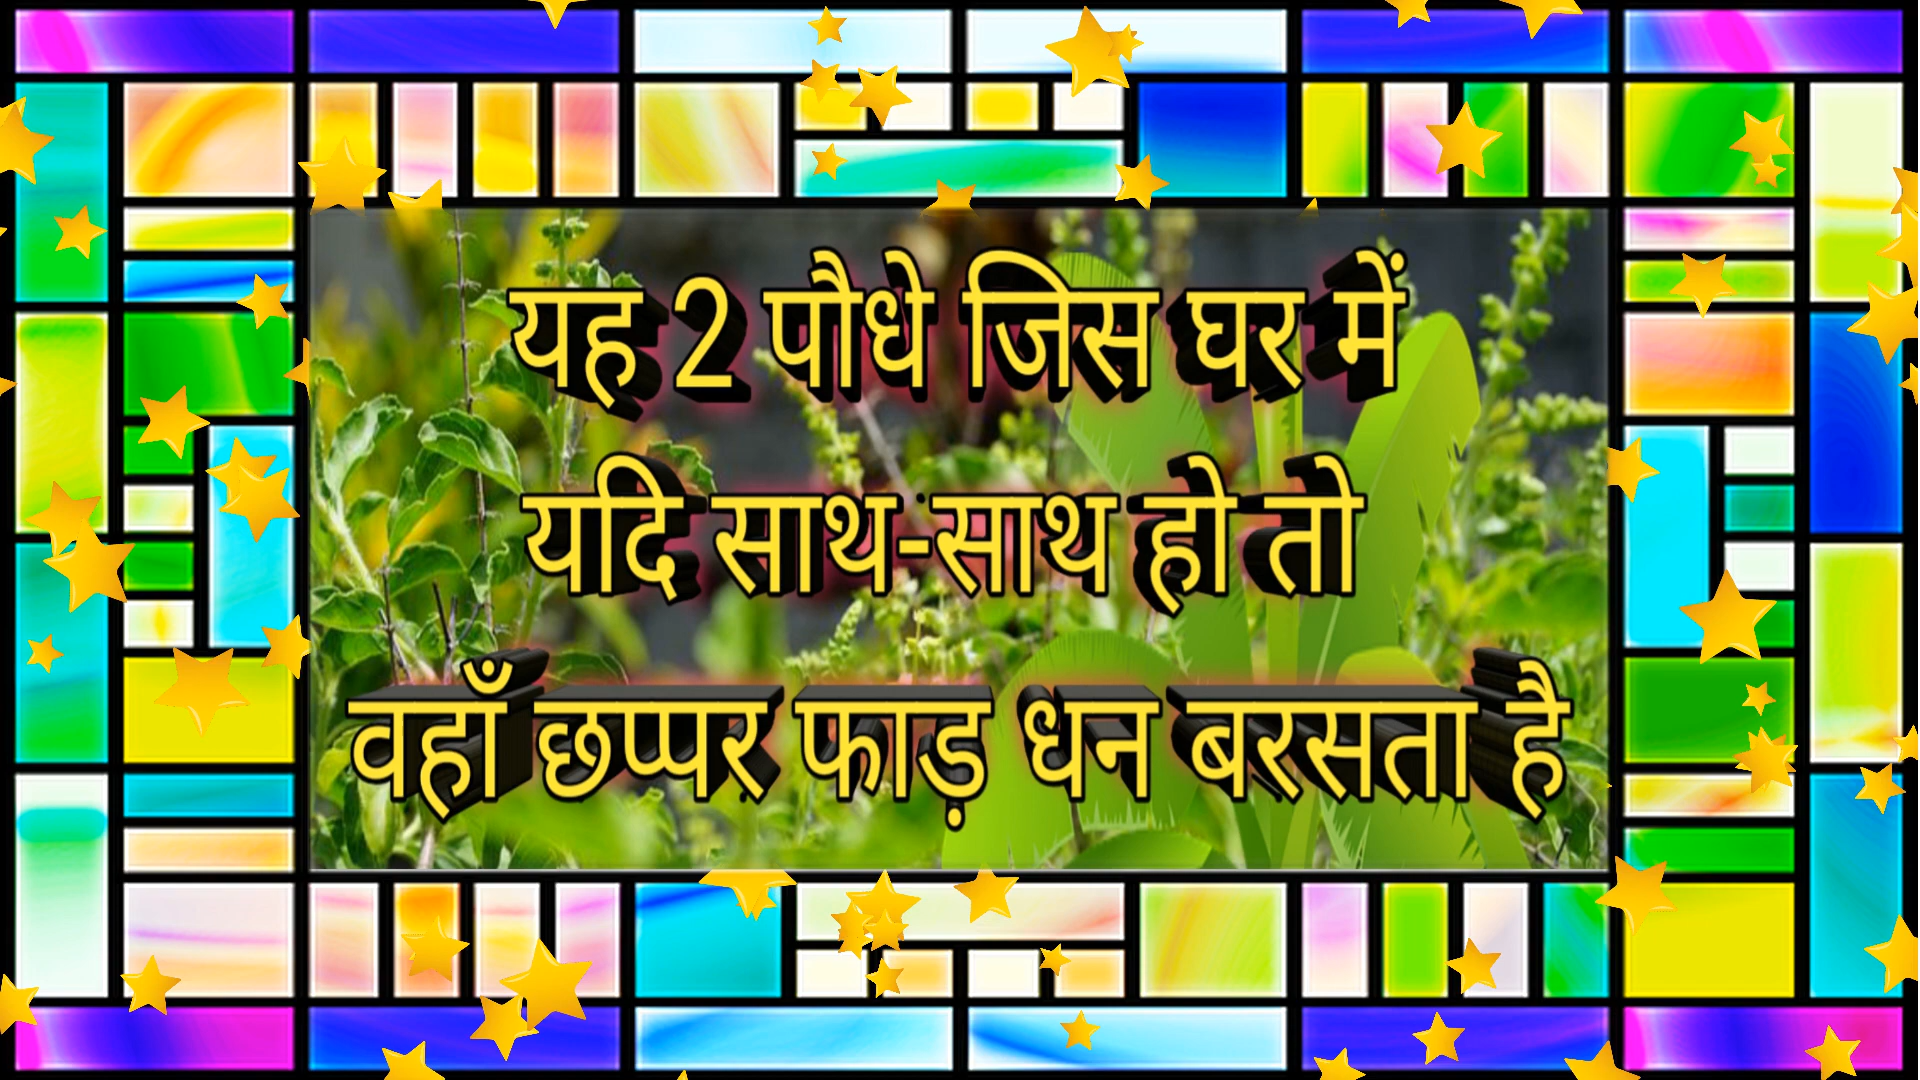 यह 2 पौधे जिस घर में
यदि साथ-साथ हो तो
वहाँ छप्पर फाड़ धन बरसता है